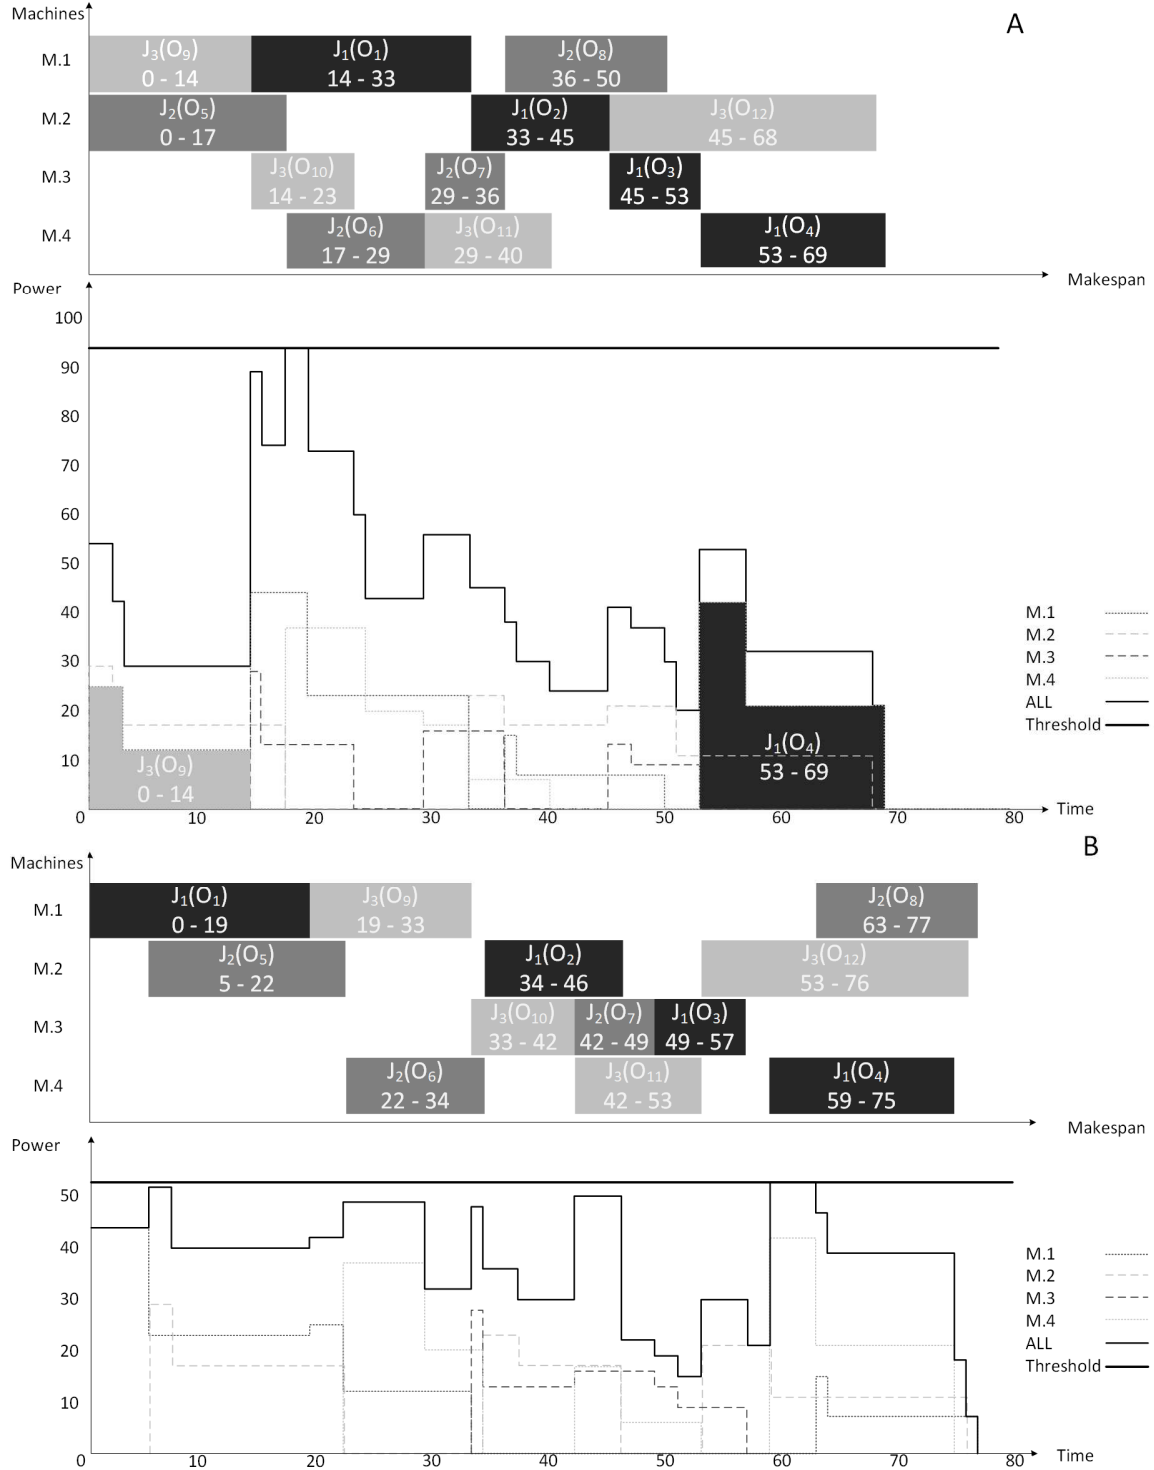 Machines
A
M.1
J₃(O₉)
0 - 14
J₁(O₁)
14 - 33
J₂(O₈)
36 - 50
M.2
J₂(O₅)
0 - 17
J₁(O₂)
33 - 45
J₃(O₁₂)
45 - 68
M.3
J₃(O₁₀)
14 - 23
J₂(O₇)
29 - 36
J₁(O₃)
45 - 53
M.4
J₂(O₆)
17 - 29
J₃(O₁₁)
29 - 40
J₁(O₄)
53 - 69
Makespan
Power
100
90
80
70
60
50
40
30
20
10
J₃(O₉)
0 - 14
J₁(O₄)
53 - 69
M.1
M.2
M.3
M.4
ALL
Threshold
0 10 20 30 40 50 60 70 80 Time
B
Machines
M.1
J₁(O₁)
0 - 19
J₃(O₉)
19 - 33
J₂(O₈)
63 - 77
M.2
J₂(O₅)
5 - 22
J₁(O₂)
34 - 46
J₃(O₁₂)
53 - 76
M.3
J₃(O₁₀)
33 - 42
J₂(O₇)
42 - 49
J₁(O₃)
49 - 57
M.4
J₂(O₆)
22 - 34
J₃(O₁₁)
42 - 53
J₁(O₄)
59 - 75
Makespan
Power
50
40
30
20
10
M.1
M.2
M.3
M.4
ALL
Threshold
0 10 20 30 40 50 60 70 80 Time